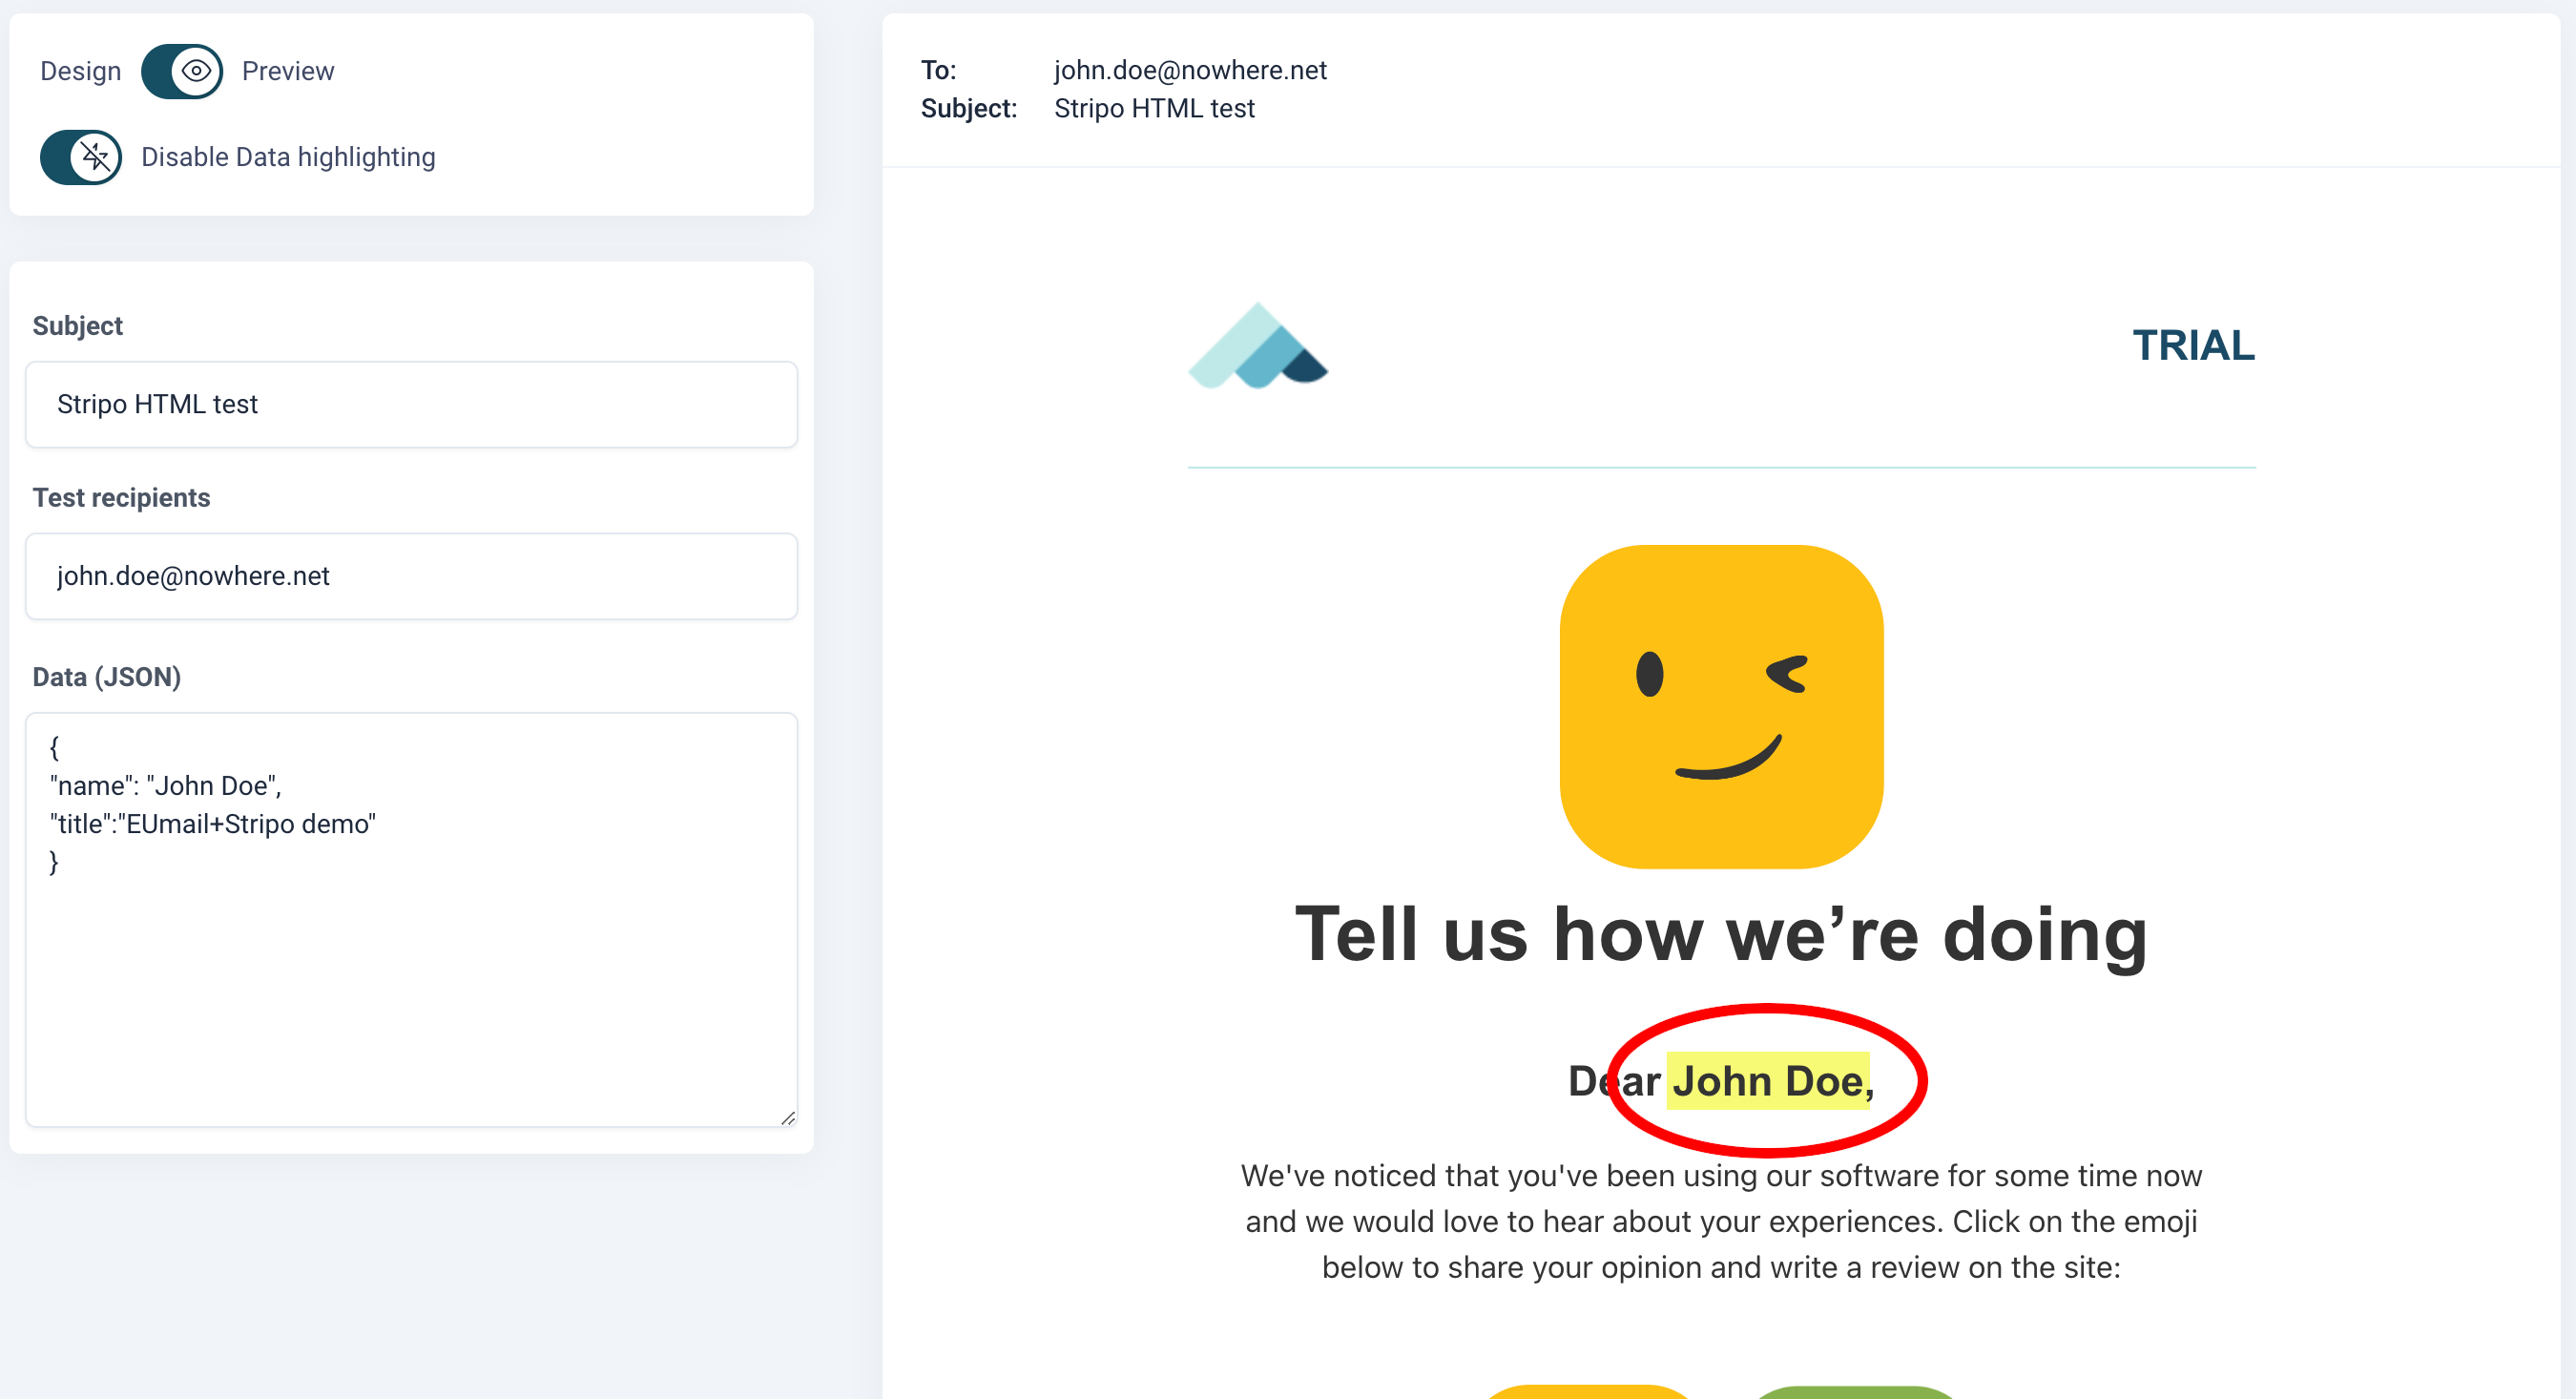 Design Preview
Disable Data highlighting
Subject
Stripo HTML test
Test recipients
john.doe@nowhere.net
Data (JSON)
{
"name": "John Doe",
"title":"EUmail+Stripo demo"
}
To: john.doe@nowhere.net
Subject: Stripo HTML test
TRIAL
Tell us how we’re doing
Dear John Doe,
We've noticed that you've been using our software for some time now
and we would love to hear about your experiences. Click on the emoji
below to share your opinion and write a review on the site: